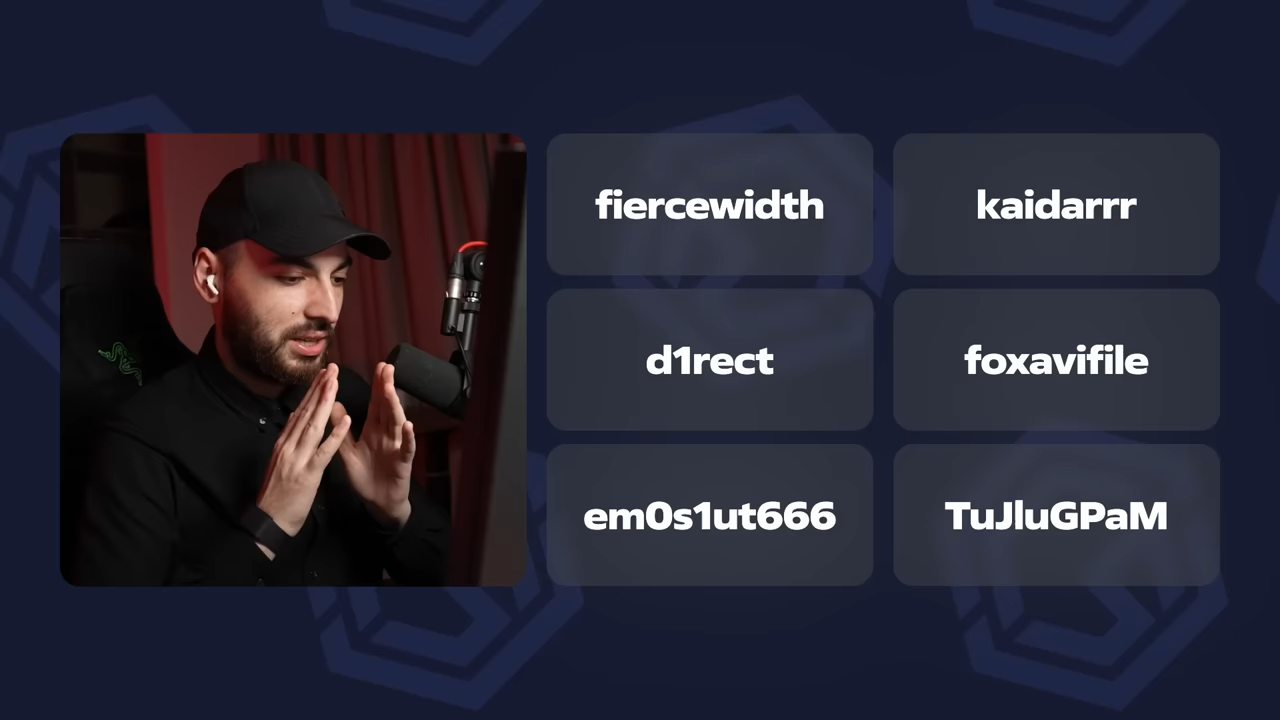 fiercewidth
kaidarrr
d1rect
foxavifile
em0s1ut666
TuJluGPaM